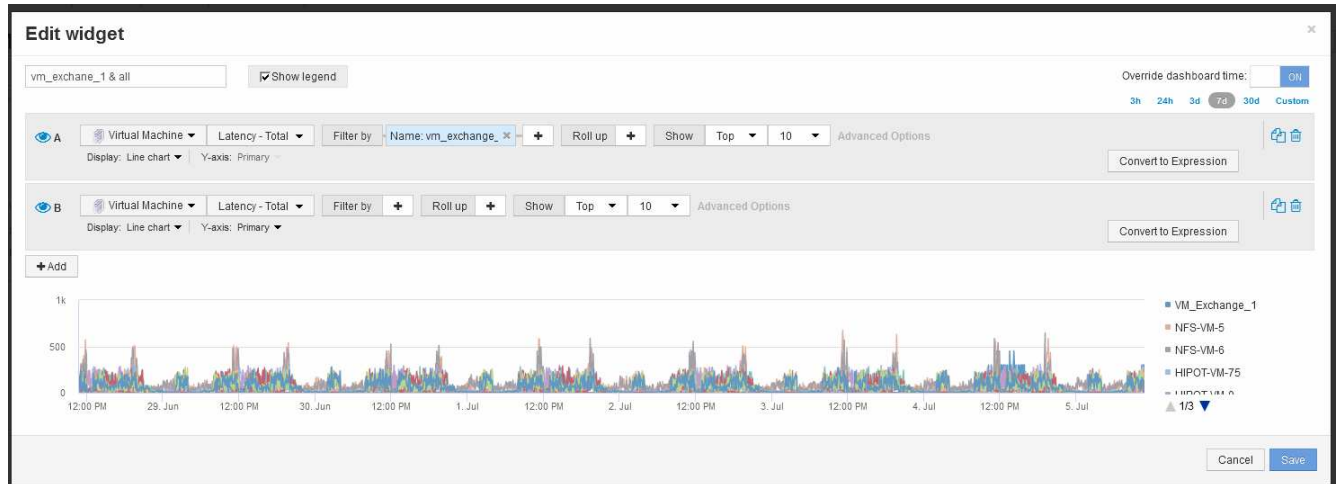 Edit widget
×
vm_exchane_1 & all
Show legend
Override dashboard time: ON
3h 24h 3d 7d 30d Custom
A Virtual Machine Latency - Total Filter by Name: vm_exchange_ × + Roll up + Show Top 10 Advanced Options
Display: Line chart Y-axis: Primary
Convert to Expression
B Virtual Machine Latency - Total Filter by + Roll up + Show Top 10 Advanced Options
Display: Line chart Y-axis: Primary
Convert to Expression
+ Add
1k
500
0
12:00 PM 29. Jun 12:00 PM 30. Jun 12:00 PM 1. Jul 12:00 PM 2. Jul 12:00 PM 3. Jul 12:00 PM 4. Jul 12:00 PM 5. Jul
VM_Exchange_1
NFS-VM-5
NFS-VM-6
HIPOT-VM-75
1/3
Cancel Save